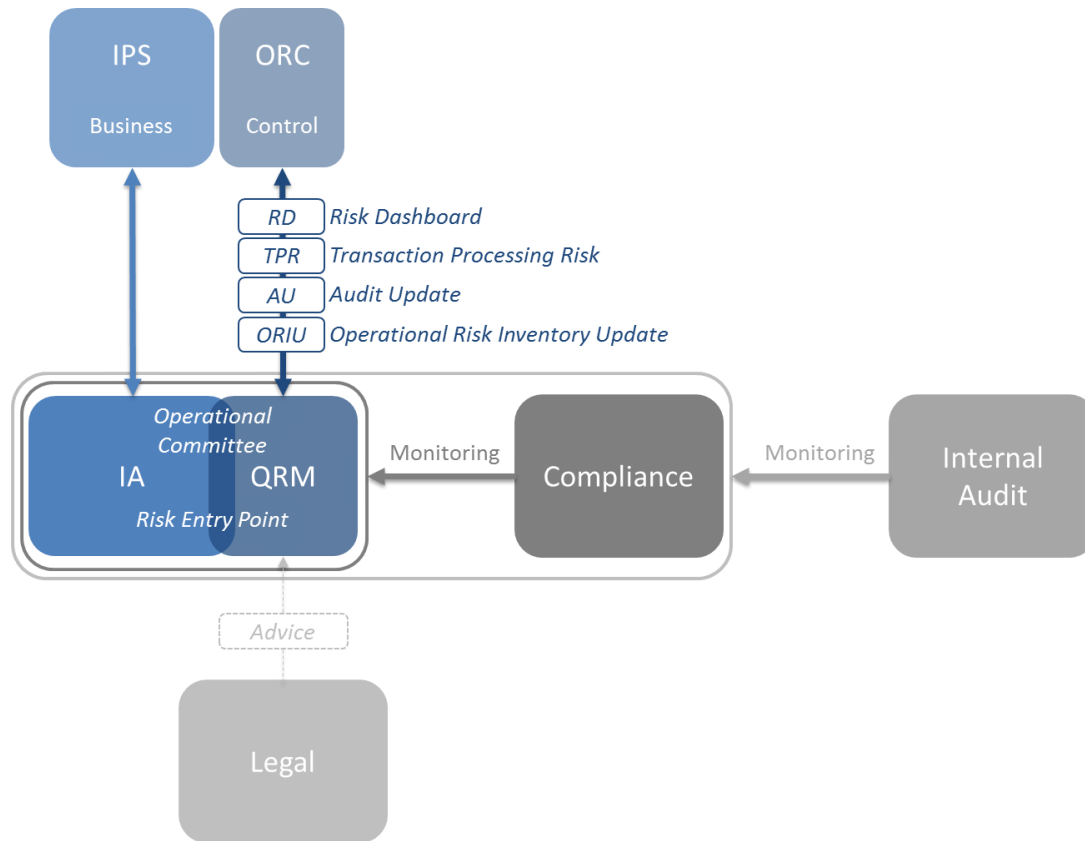 IPS
ORC
Business
Control
RD
Risk Dashboard
TPR
Transaction Processing Risk
AU
Audit Update
ORIU
Operational Risk Inventory Update
Operational
Committee
IA
QRM
Risk Entry Point
Monitoring
Compliance
Monitoring
Internal
Audit
Advice
Legal